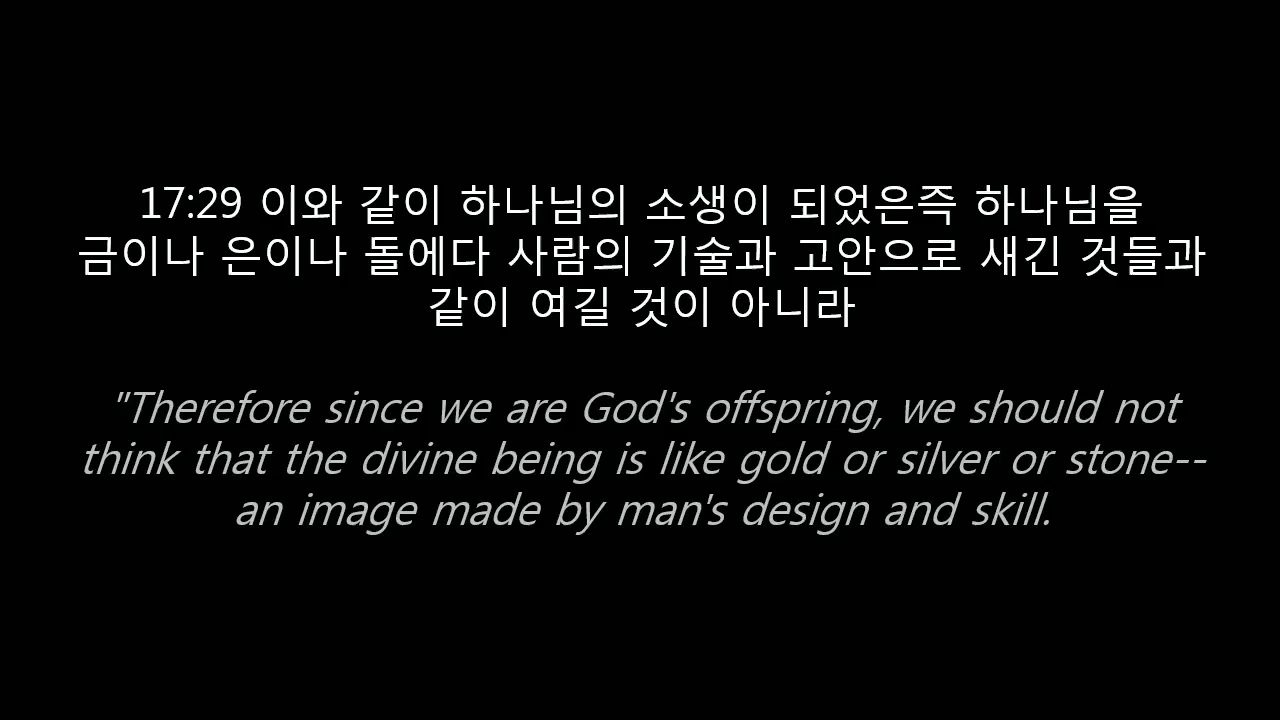 17:29 이와 같이 하나님의 소생이 되었은즉 하나님을
금이나 은이나 돌에다 사람의 기술과 고안으로 새긴 것들과
같이 여길 것이 아니라
"Therefore since we are God's offspring, we should not
think that the divine being is like gold or silver or stone--
an image made by man's design and skill.